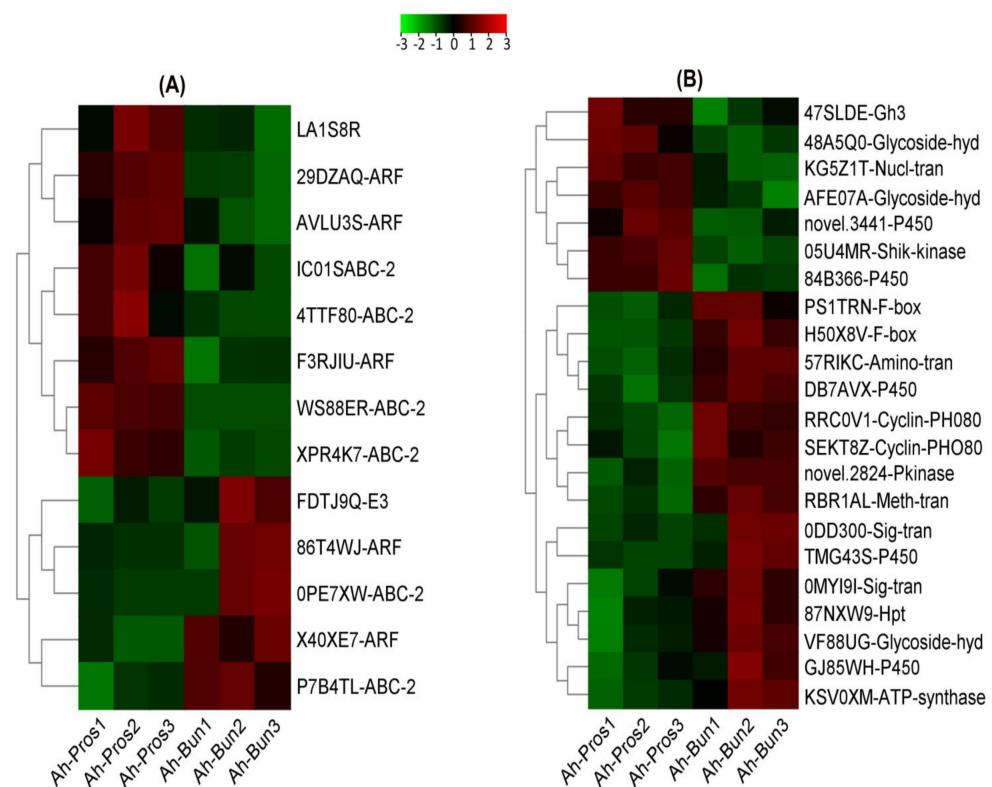 -3 -2 -1 0 1 2 3
(A)
LA1S8R
29DZAQ-ARF
AVLU3S-ARF
IC01SABC-2
4TTF80-ABC-2
F3RJIU-ARF
WS88ER-ABC-2
XPR4K7-ABC-2
FDTJ9Q-E3
86T4WJ-ARF
0PE7XW-ABC-2
X40XE7-ARF
P7B4TL-ABC-2
Ah-Pros1
Ah-Pros2
Ah-Pros3
Ah-Bun1
Ah-Bun2
Ah-Bun3
(B)
47SLDE-Gh3
48A5Q0-Glycoside-hyd
KG5Z1T-Nucl-tran
AFE07A-Glycoside-hyd
novel.3441-P450
05U4MR-Shik-kinase
84B366-P450
PS1TRN-F-box
H50X8V-F-box
57RIKC-Amino-tran
DB7AVX-P450
RRC0V1-Cyclin-PH080
SEKT8Z-Cyclin-PHO80
novel.2824-Pkinase
RBR1AL-Meth-tran
0DD300-Sig-tran
TMG43S-P450
0MYI9I-Sig-tran
87NXW9-Hpt
VF88UG-Glycoside-hyd
GJ85WH-P450
KSV0XM-ATP-synthase
Ah-Pros1
Ah-Pros2
Ah-Pros3
Ah-Bun1
Ah-Bun2
Ah-Bun3